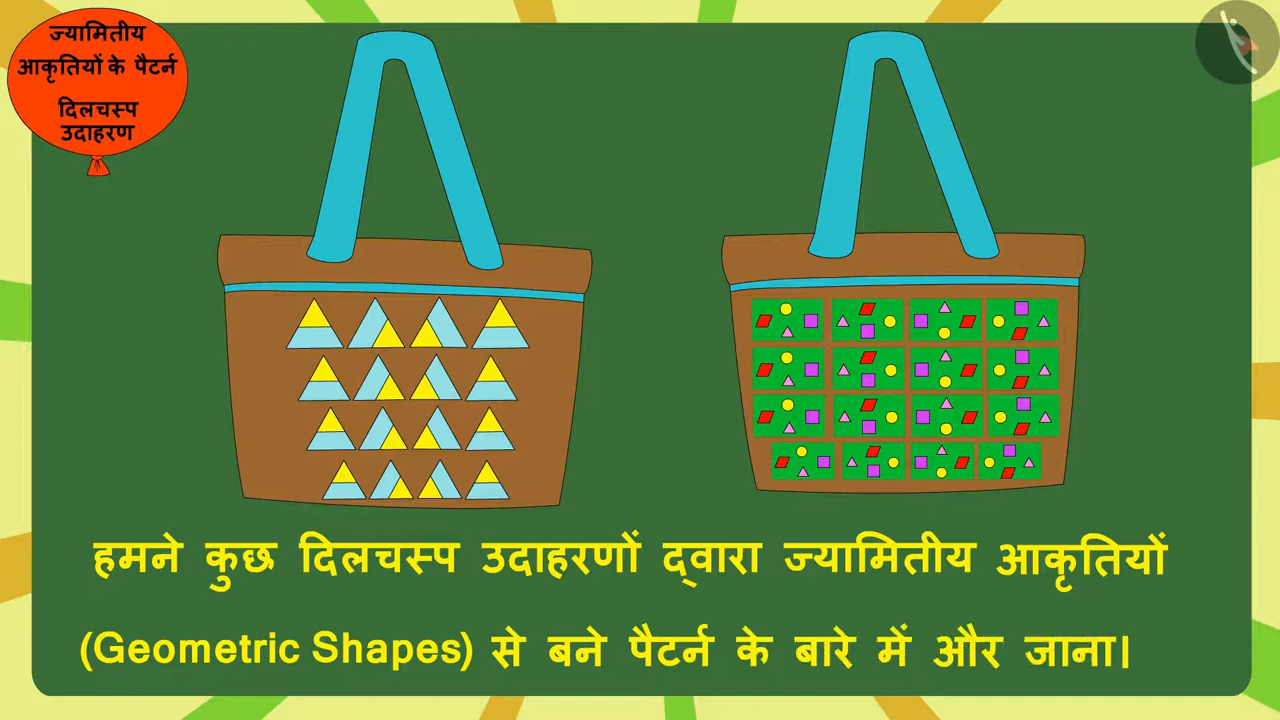 ज्यामितीय
आकृतियों के पैटर्न
दिलचस्प
उदाहरण
हमने कुछ दिलचस्प उदाहरणों द्वारा ज्यामितीय आकृतियों
(Geometric Shapes) से बने पैटर्न के बारे में और जाना।